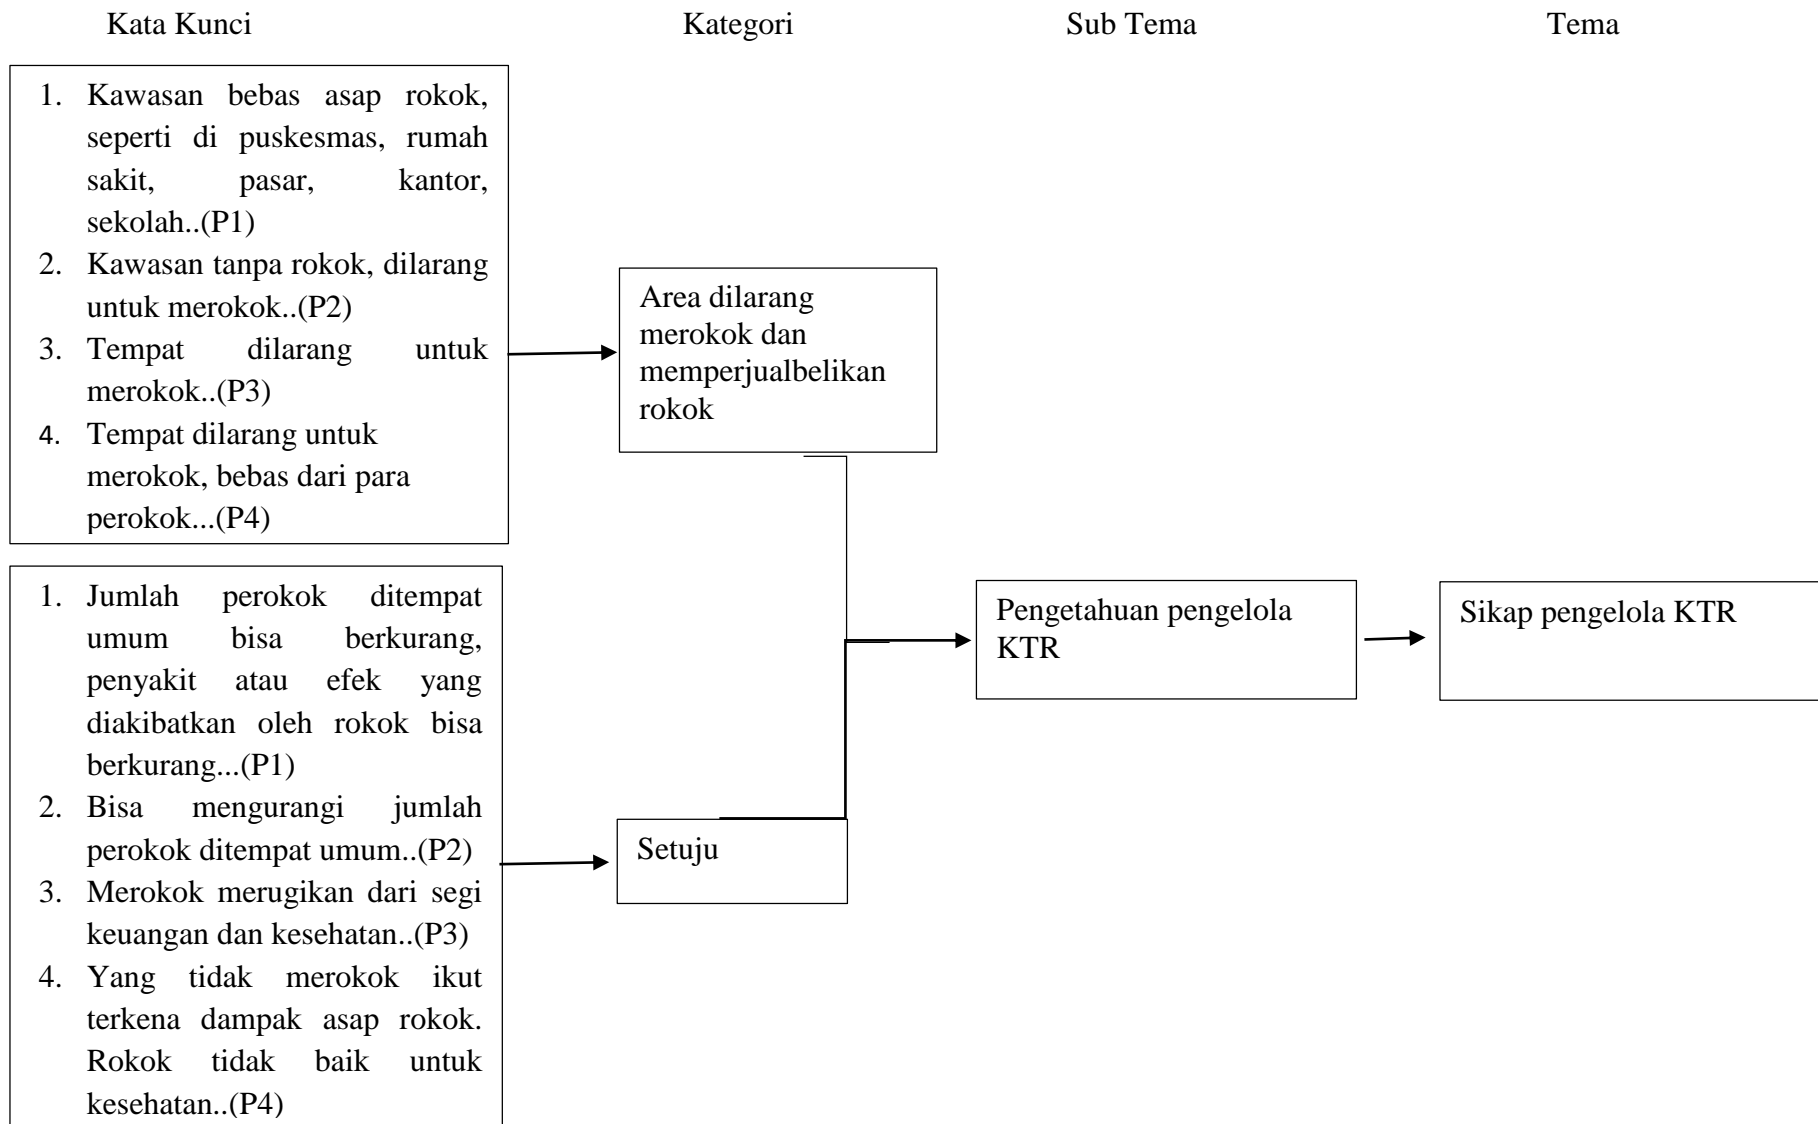 Kata Kunci Kategori Sub Tema Tema
1. Kawasan bebas asap rokok,
seperti di puskesmas, rumah
sakit, pasar, kantor,
sekolah..(P1)
2. Kawasan tanpa rokok, dilarang
untuk merokok..(P2)
3. Tempat dilarang untuk
merokok..(P3)
4. Tempat dilarang untuk
merokok, bebas dari para
perokok...(P4)
Area dilarang
merokok dan
memperjualbelikan
rokok
1. Jumlah perokok ditempat
umum bisa berkurang,
penyakit atau efek yang
diakibatkan oleh rokok bisa
berkurang...(P1)
2. Bisa mengurangi jumlah
perokok ditempat umum..(P2)
3. Merokok merugikan dari segi
keuangan dan kesehatan..(P3)
4. Yang tidak merokok ikut
terkena dampak asap rokok.
Rokok tidak baik untuk
kesehatan..(P4)
Setuju
Pengetahuan pengelola
KTR
Sikap pengelola KTR